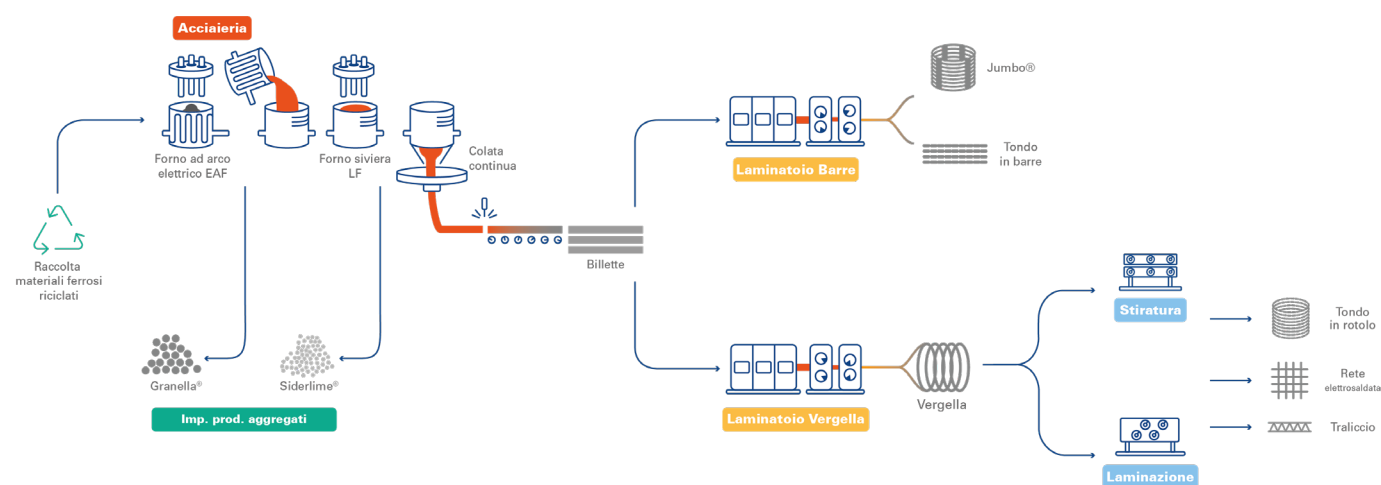 Acciaieria
Forno ad arco
elettrico EAF
Forno siviera
LF
Colata
continua
Raccolta
materiali ferrosi
riciclati
Billette
Granella®
Siderlime®
Imp. prod. aggregati
Laminatoio Barre
Jumbo®
Tondo
in barre
Laminatoio Vergella
Vergella
Stiratura
Laminazione
Tondo
in rotolo
Rete
elettrosaldata
Traliccio